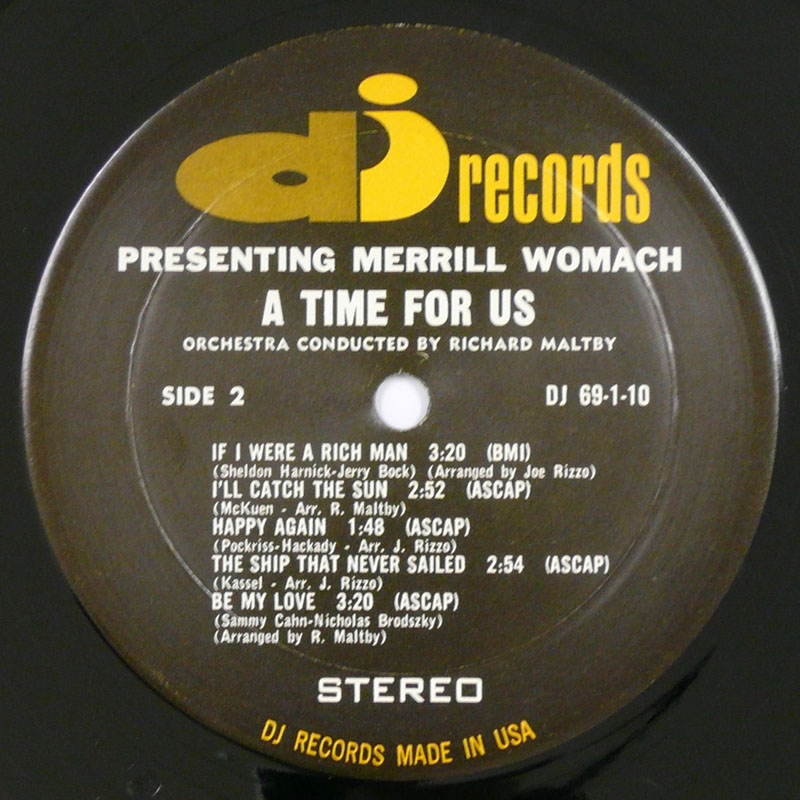 dj records
PRESENTING MERRILL WOMACH
A TIME FOR US
ORCHESTRA CONDUCTED BY RICHARD MALTBY
SIDE 2 DJ 69-1-10
IF I WERE A RICH MAN 3:20 (BMI)
(Sheldon Harnick-Jerry Bock) (Arranged by Joe Rizzo)
I'LL CATCH THE SUN 2:52 (ASCAP)
(McKuen - Arr. R. Maltby)
HAPPY AGAIN 1:48 (ASCAP)
(Pockriss-Hackady - Arr. J. Rizzo)
THE SHIP THAT NEVER SAILED 2:54 (ASCAP)
(Kassel - Arr. J. Rizzo)
BE MY LOVE 3:20 (ASCAP)
(Sammy Cahn-Nicholas Brodszky)
(Arranged by R. Maltby)
STEREO
DJ RECORDS MADE IN USA